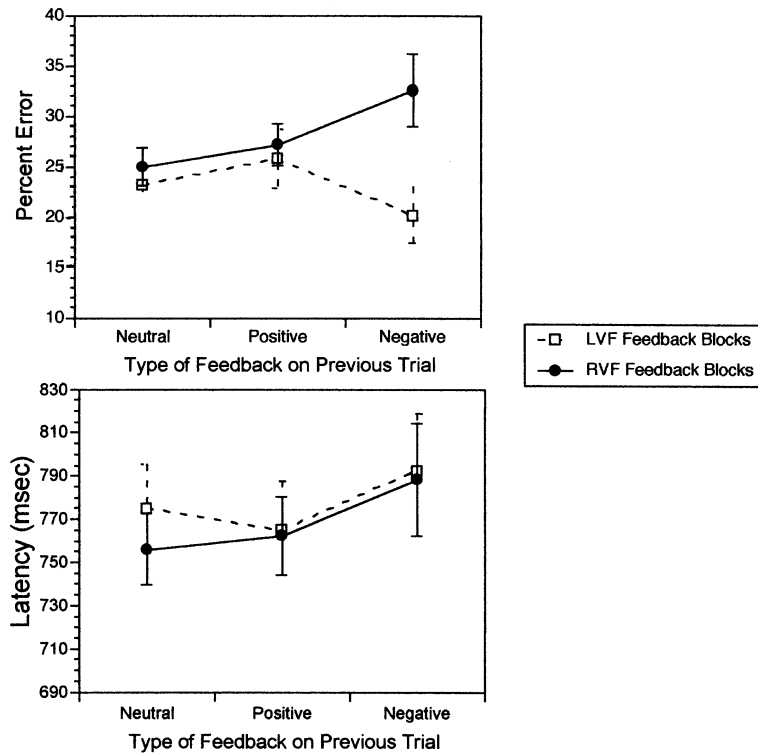 Percent Error
40
35
30
25
20
15
10
Neutral Positive Negative
Type of Feedback on Previous Trial
LVF Feedback Blocks
RVF Feedback Blocks
Latency (msec)
830
810
790
770
750
730
710
690
Neutral Positive Negative
Type of Feedback on Previous Trial